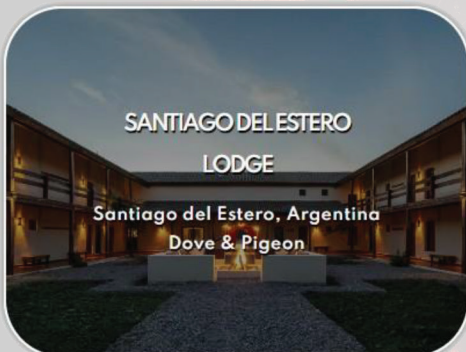 SANTIAGO DEL ESTERO
LODGE
Santiago del Estero, Argentina
Dove & Pigeon